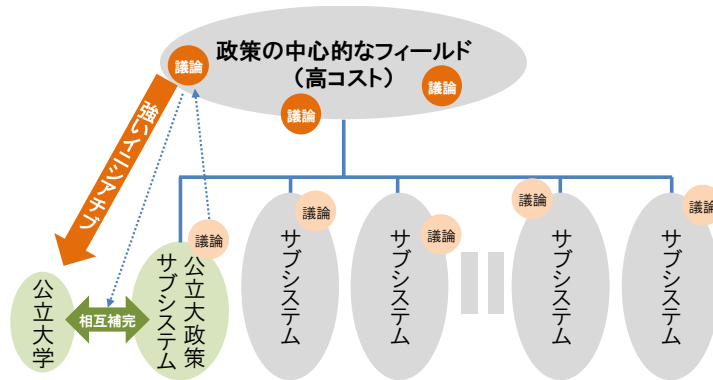 政策の中心的なフィールド
（高コスト）
議論
議論
議論
強いイニシアチブ
議論
議論
議論
議論
議論
公立大学
相互補完
公立大政策
サブシステム
サブシステム
サブシステム
サブシステム
サブシステム